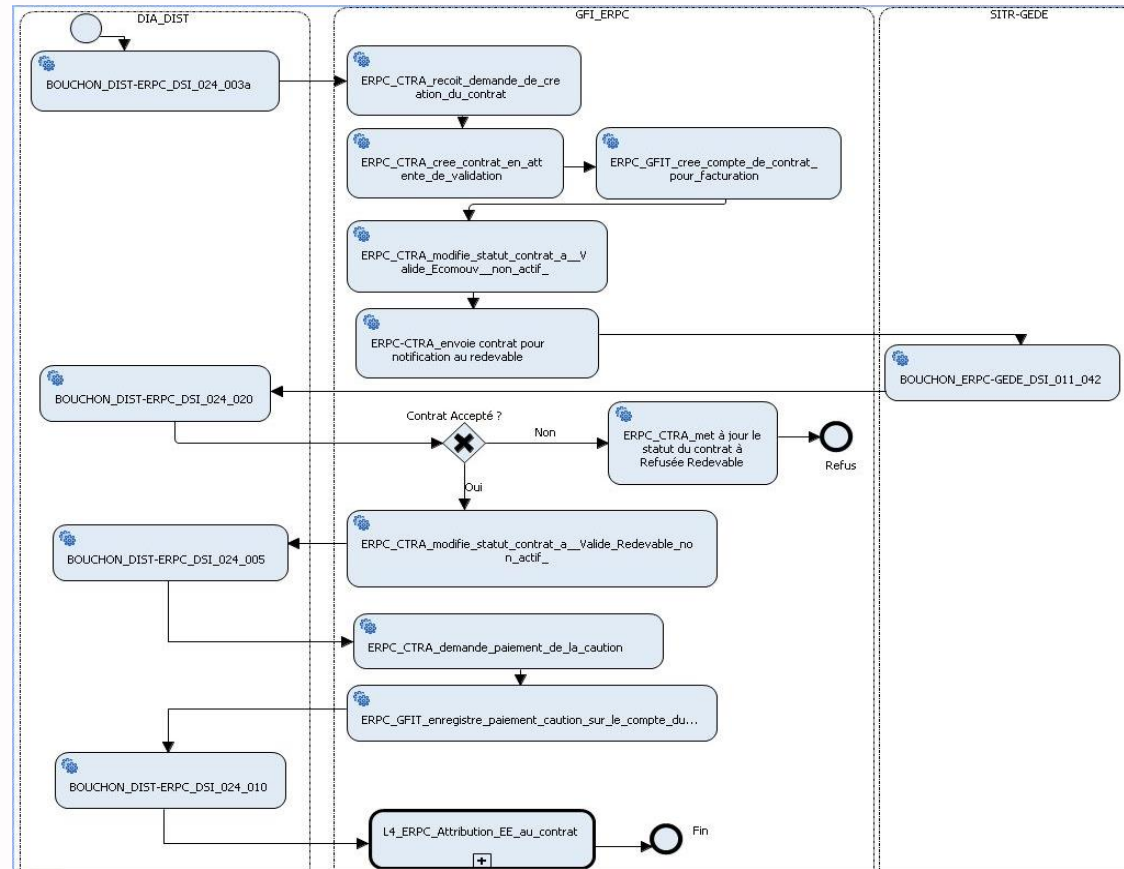 DIA_DIST
GFI_ERPC
SITR-GEDE
BOUCHON_DIST-ERPC_DSI_024_003a
ERPC_CTRA_recoit_demande_de_cre
ation_du_contrat
ERPC_CTRA_cree_contrat_en_att
ente_de_validation
ERPC_GFIT_cree_compte_de_contrat_
pour_facturation
ERPC_CTRA_modifie_statut_contrat_a__V
alide_Ecomouv__non_actif_
ERPC-CTRA_envoie contrat pour
notification au redevable
BOUCHON_ERPC-GEDE_DSI_011_042
BOUCHON_DIST-ERPC_DSI_024_020
Contrat Accepté ?
Non
ERPC_CTRA_met à jour le
statut du contrat à
Refusée Redevable
Refus
Oui
ERPC_CTRA_modifie_statut_contrat_a__Valide_Redevable_no
n_actif_
BOUCHON_DIST-ERPC_DSI_024_005
ERPC_CTRA_demande_paiement_de_la_caution
ERPC_GFIT_enregistre_paiement_caution_sur_le_compte_du...
BOUCHON_DIST-ERPC_DSI_024_010
L4_ERPC_Attribution_EE_au_contrat
Fin